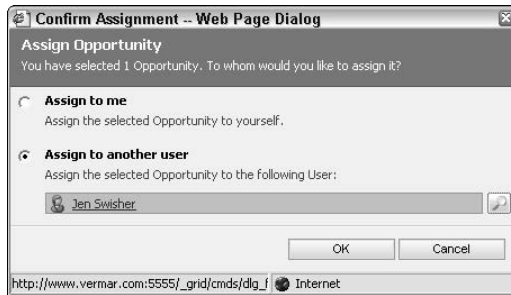 Confirm Assignment -- Web Page Dialog
Assign Opportunity
You have selected 1 Opportunity. To whom would you like to assign it?
Assign to me
Assign the selected Opportunity to yourself.
Assign to another user
Assign the selected Opportunity to the following User:
Jen Swisher
OK Cancel
http://www.vermar.com:5555/_grid/cmds/dlg_f Internet